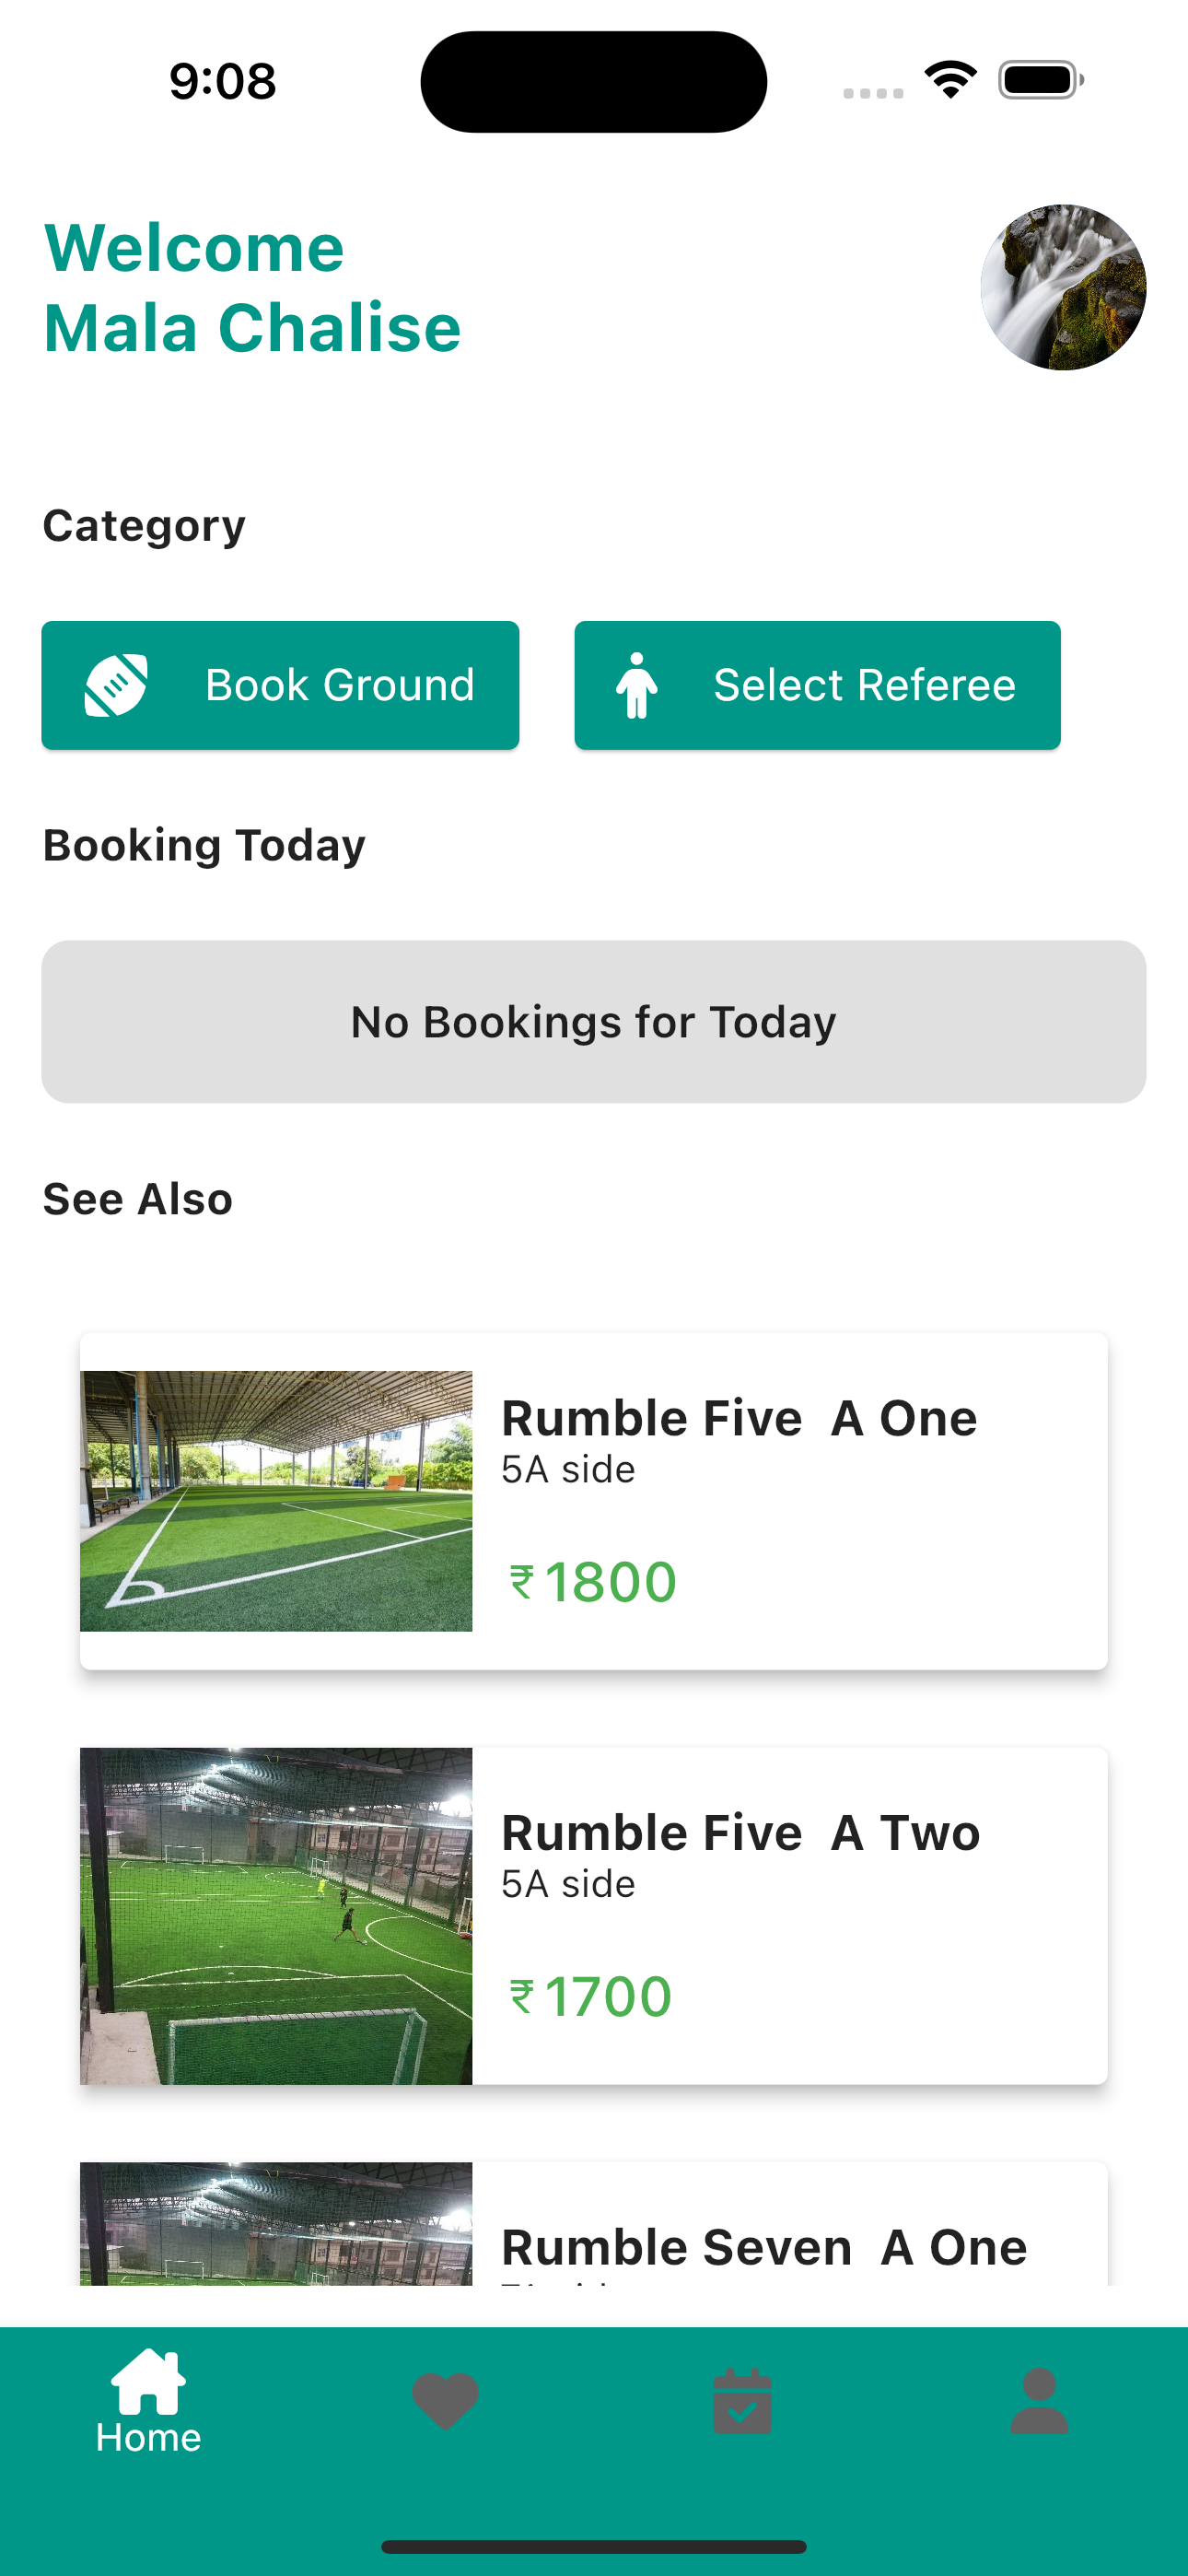 9:08
Welcome
Mala Chalise
Category
Book Ground
Select Referee
Booking Today
No Bookings for Today
See Also
Rumble Five  A One
5A side
₹ 1800
Rumble Five  A Two
5A side
₹ 1700
Rumble Seven  A One
Home